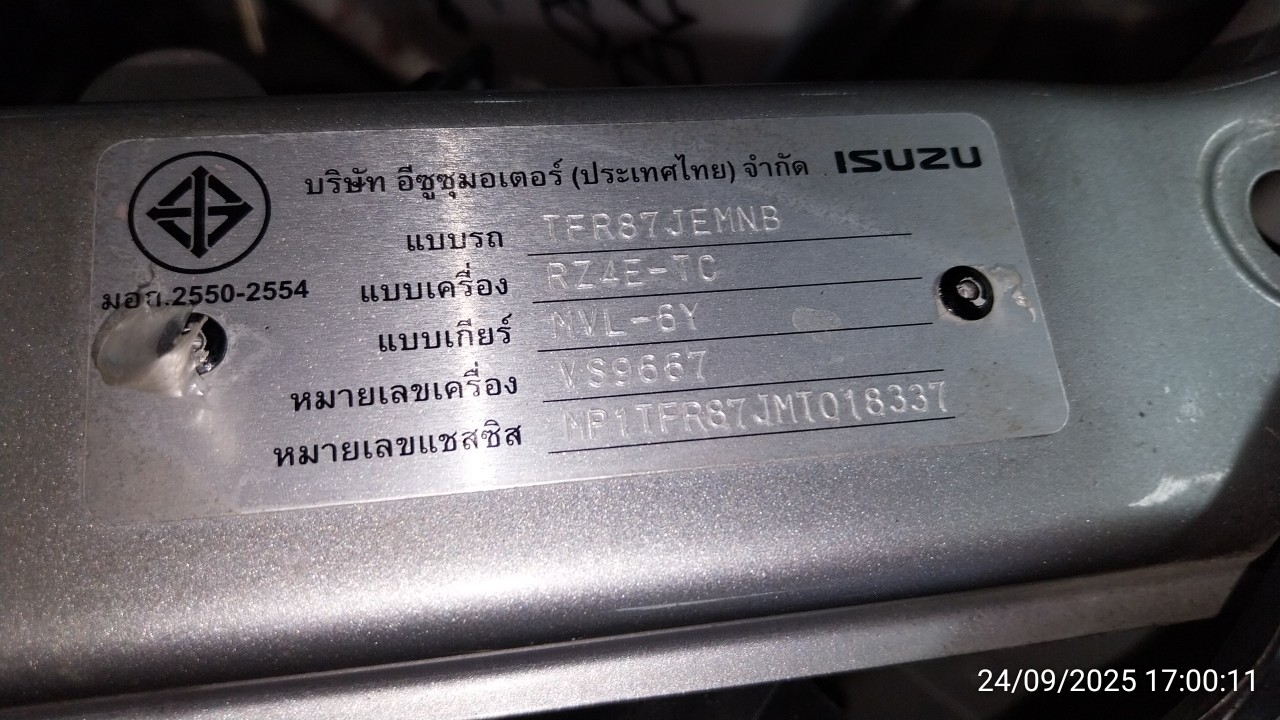 บริษัท อีซูซุมอเตอร์ (ประเทศไทย) จำกัด ISUZU
แบบรถ TFR87JEMNB
มอก.2550-2554
แบบเครื่อง RZ4E-TC
แบบเกียร์ MVL-6Y
หมายเลขเครื่อง VS9667
หมายเลขแชสซิส MP1TFR87JMT018337
24/09/2025 17:00:11